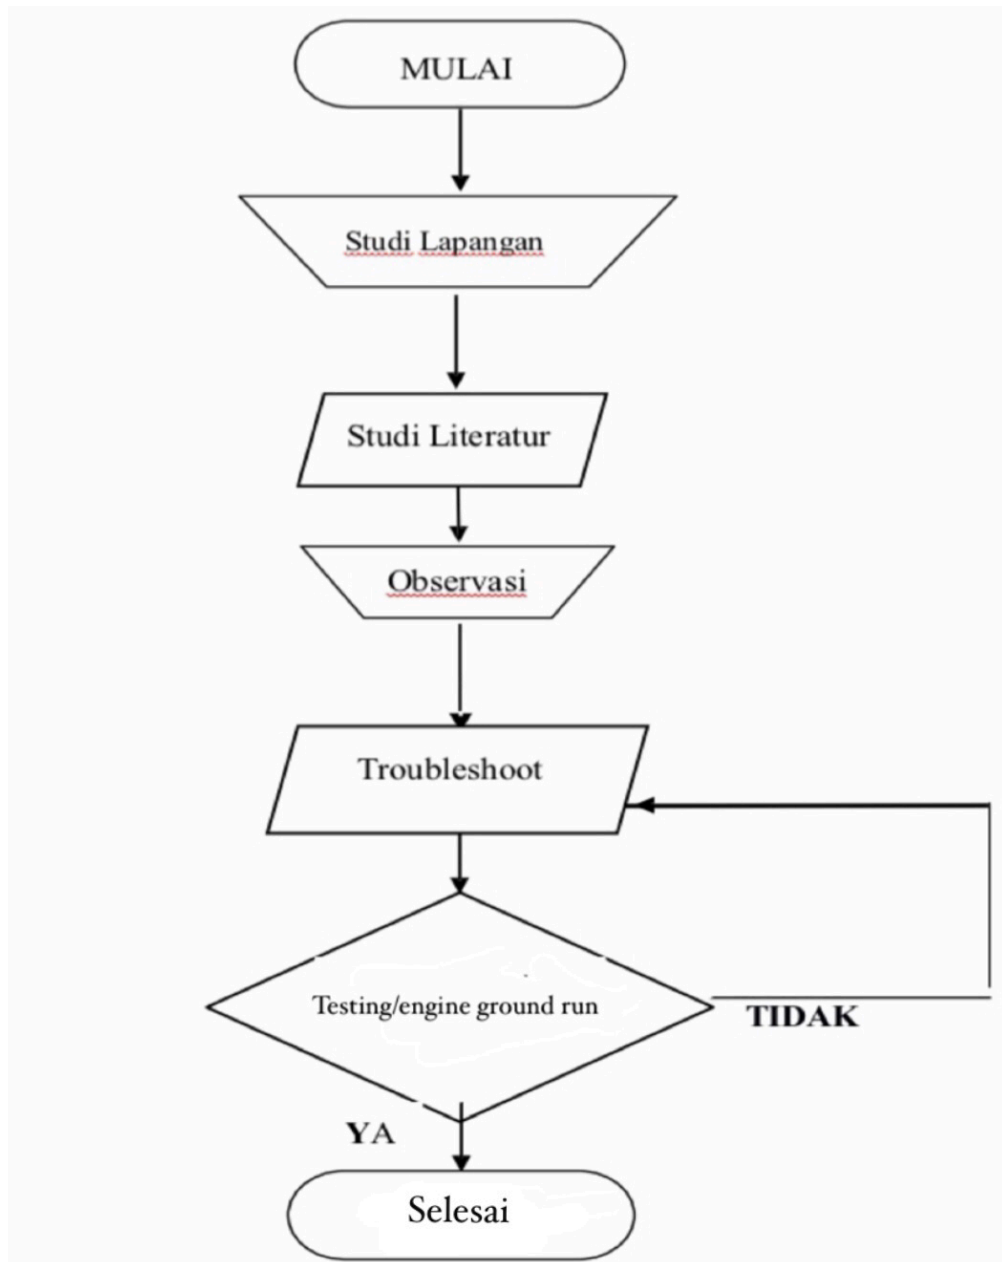 MULAI
Studi Lapangan
Studi Literatur
Observasi
Troubleshoot
Testing/engine ground run
TIDAK
YA
Selesai